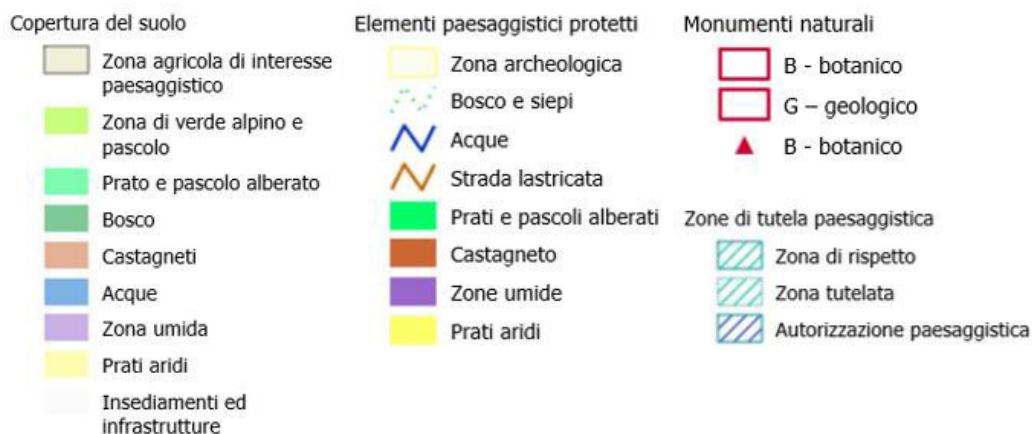 Copertura del suolo
Zona agricola di interesse
paesaggistico
Zona di verde alpino e
pascolo
Prato e pascolo alberato
Bosco
Castagneti
Acque
Zona umida
Prati aridi
Insediamenti ed
infrastrutture
Elementi paesaggistici protetti
Zona archeologica
Bosco e siepi
Acque
Strada lastricata
Prati e pascoli alberati
Castagneto
Zone umide
Prati aridi
Monumenti naturali
B - botanico
G – geologico
B - botanico
Zone di tutela paesaggistica
Zona di rispetto
Zona tutelata
Autorizzazione paesaggistica